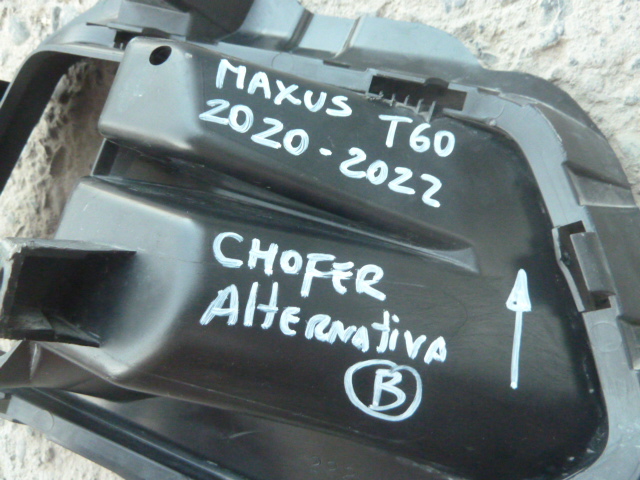 MAXUS T60
2020-2022
CHOFER
AlTERNATIVA
B